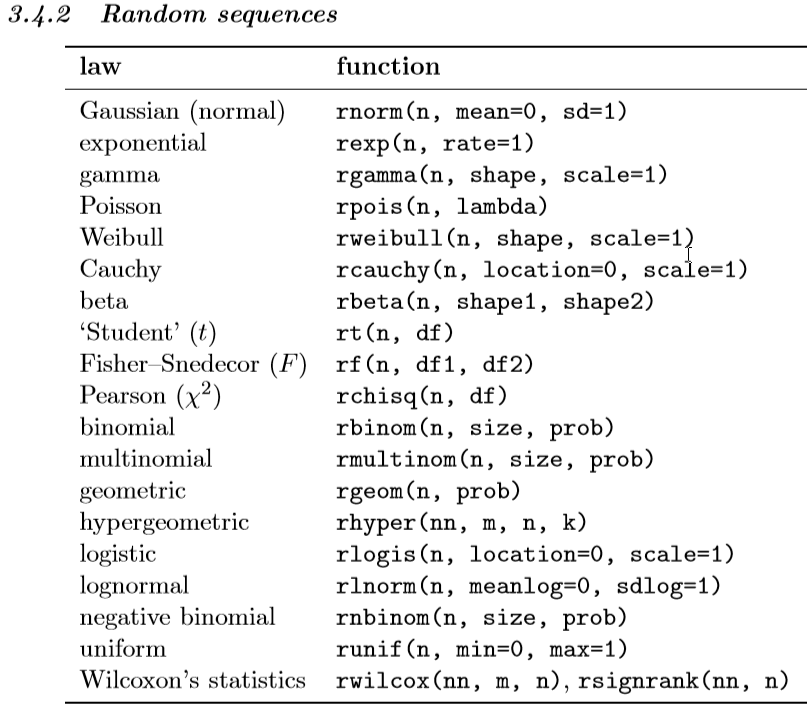 3.4.2 Random sequences
law function
Gaussian (normal) rnorm(n, mean=0, sd=1)
exponential rexp(n, rate=1)
gamma rgamma(n, shape, scale=1)
Poisson rpois(n, lambda)
Weibull rweibull(n, shape, scale=1)
Cauchy rcauchy(n, location=0, scale=1)
beta rbeta(n, shape1, shape2)
‘Student’ (t) rt(n, df)
Fisher–Snedecor (F) rf(n, df1, df2)
Pearson (χ²) rchisq(n, df)
binomial rbinom(n, size, prob)
multinomial rmultinom(n, size, prob)
geometric rgeom(n, prob)
hypergeometric rhyper(nn, m, n, k)
logistic rlogis(n, location=0, scale=1)
lognormal rlnorm(n, meanlog=0, sdlog=1)
negative binomial rnbinom(n, size, prob)
uniform runif(n, min=0, max=1)
Wilcoxon’s statistics rwilcox(nn, m, n), rsignrank(nn, n)